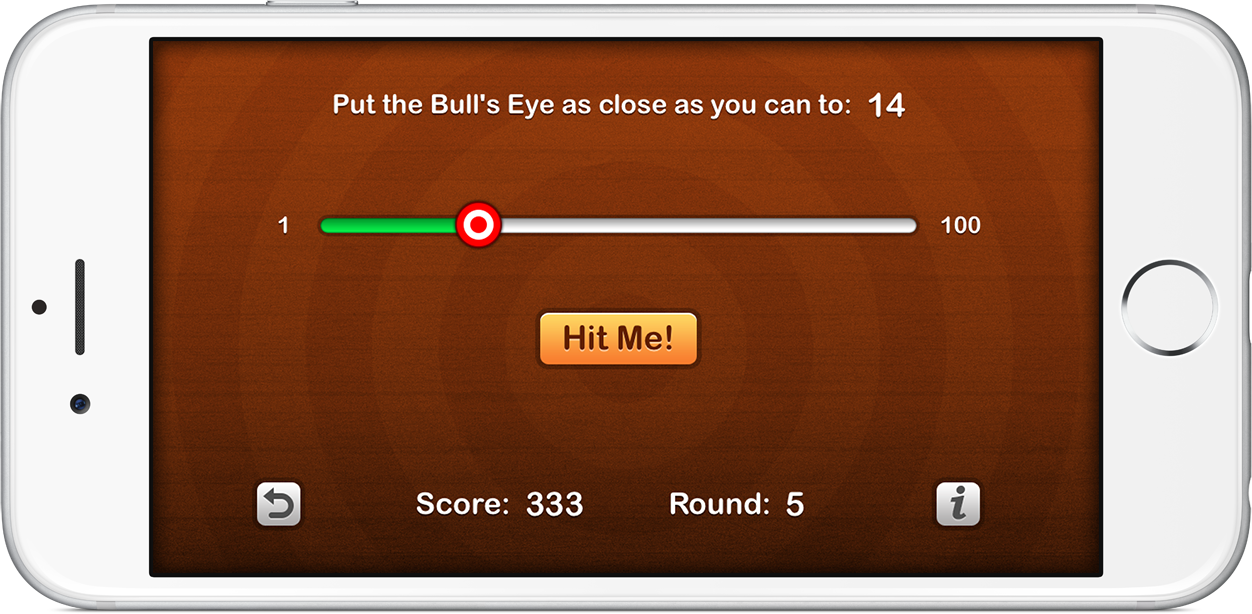 Put the Bull's Eye as close as you can to: 14
1 100
Hit Me!
Score: 333 Round: 5
i